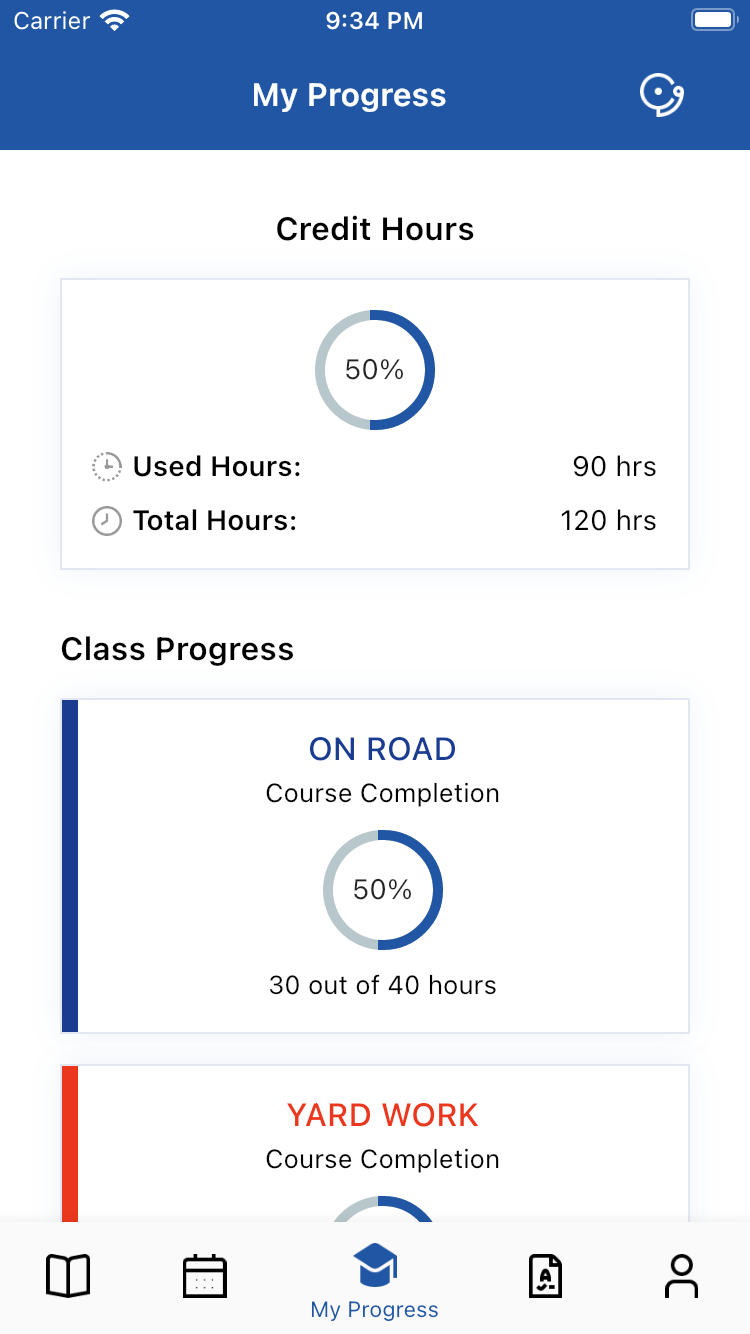 Carrier 9:34 PM
My Progress
Credit Hours
50%
Used Hours: 90 hrs
Total Hours: 120 hrs
Class Progress
ON ROAD
Course Completion
50%
30 out of 40 hours
YARD WORK
Course Completion
My Progress